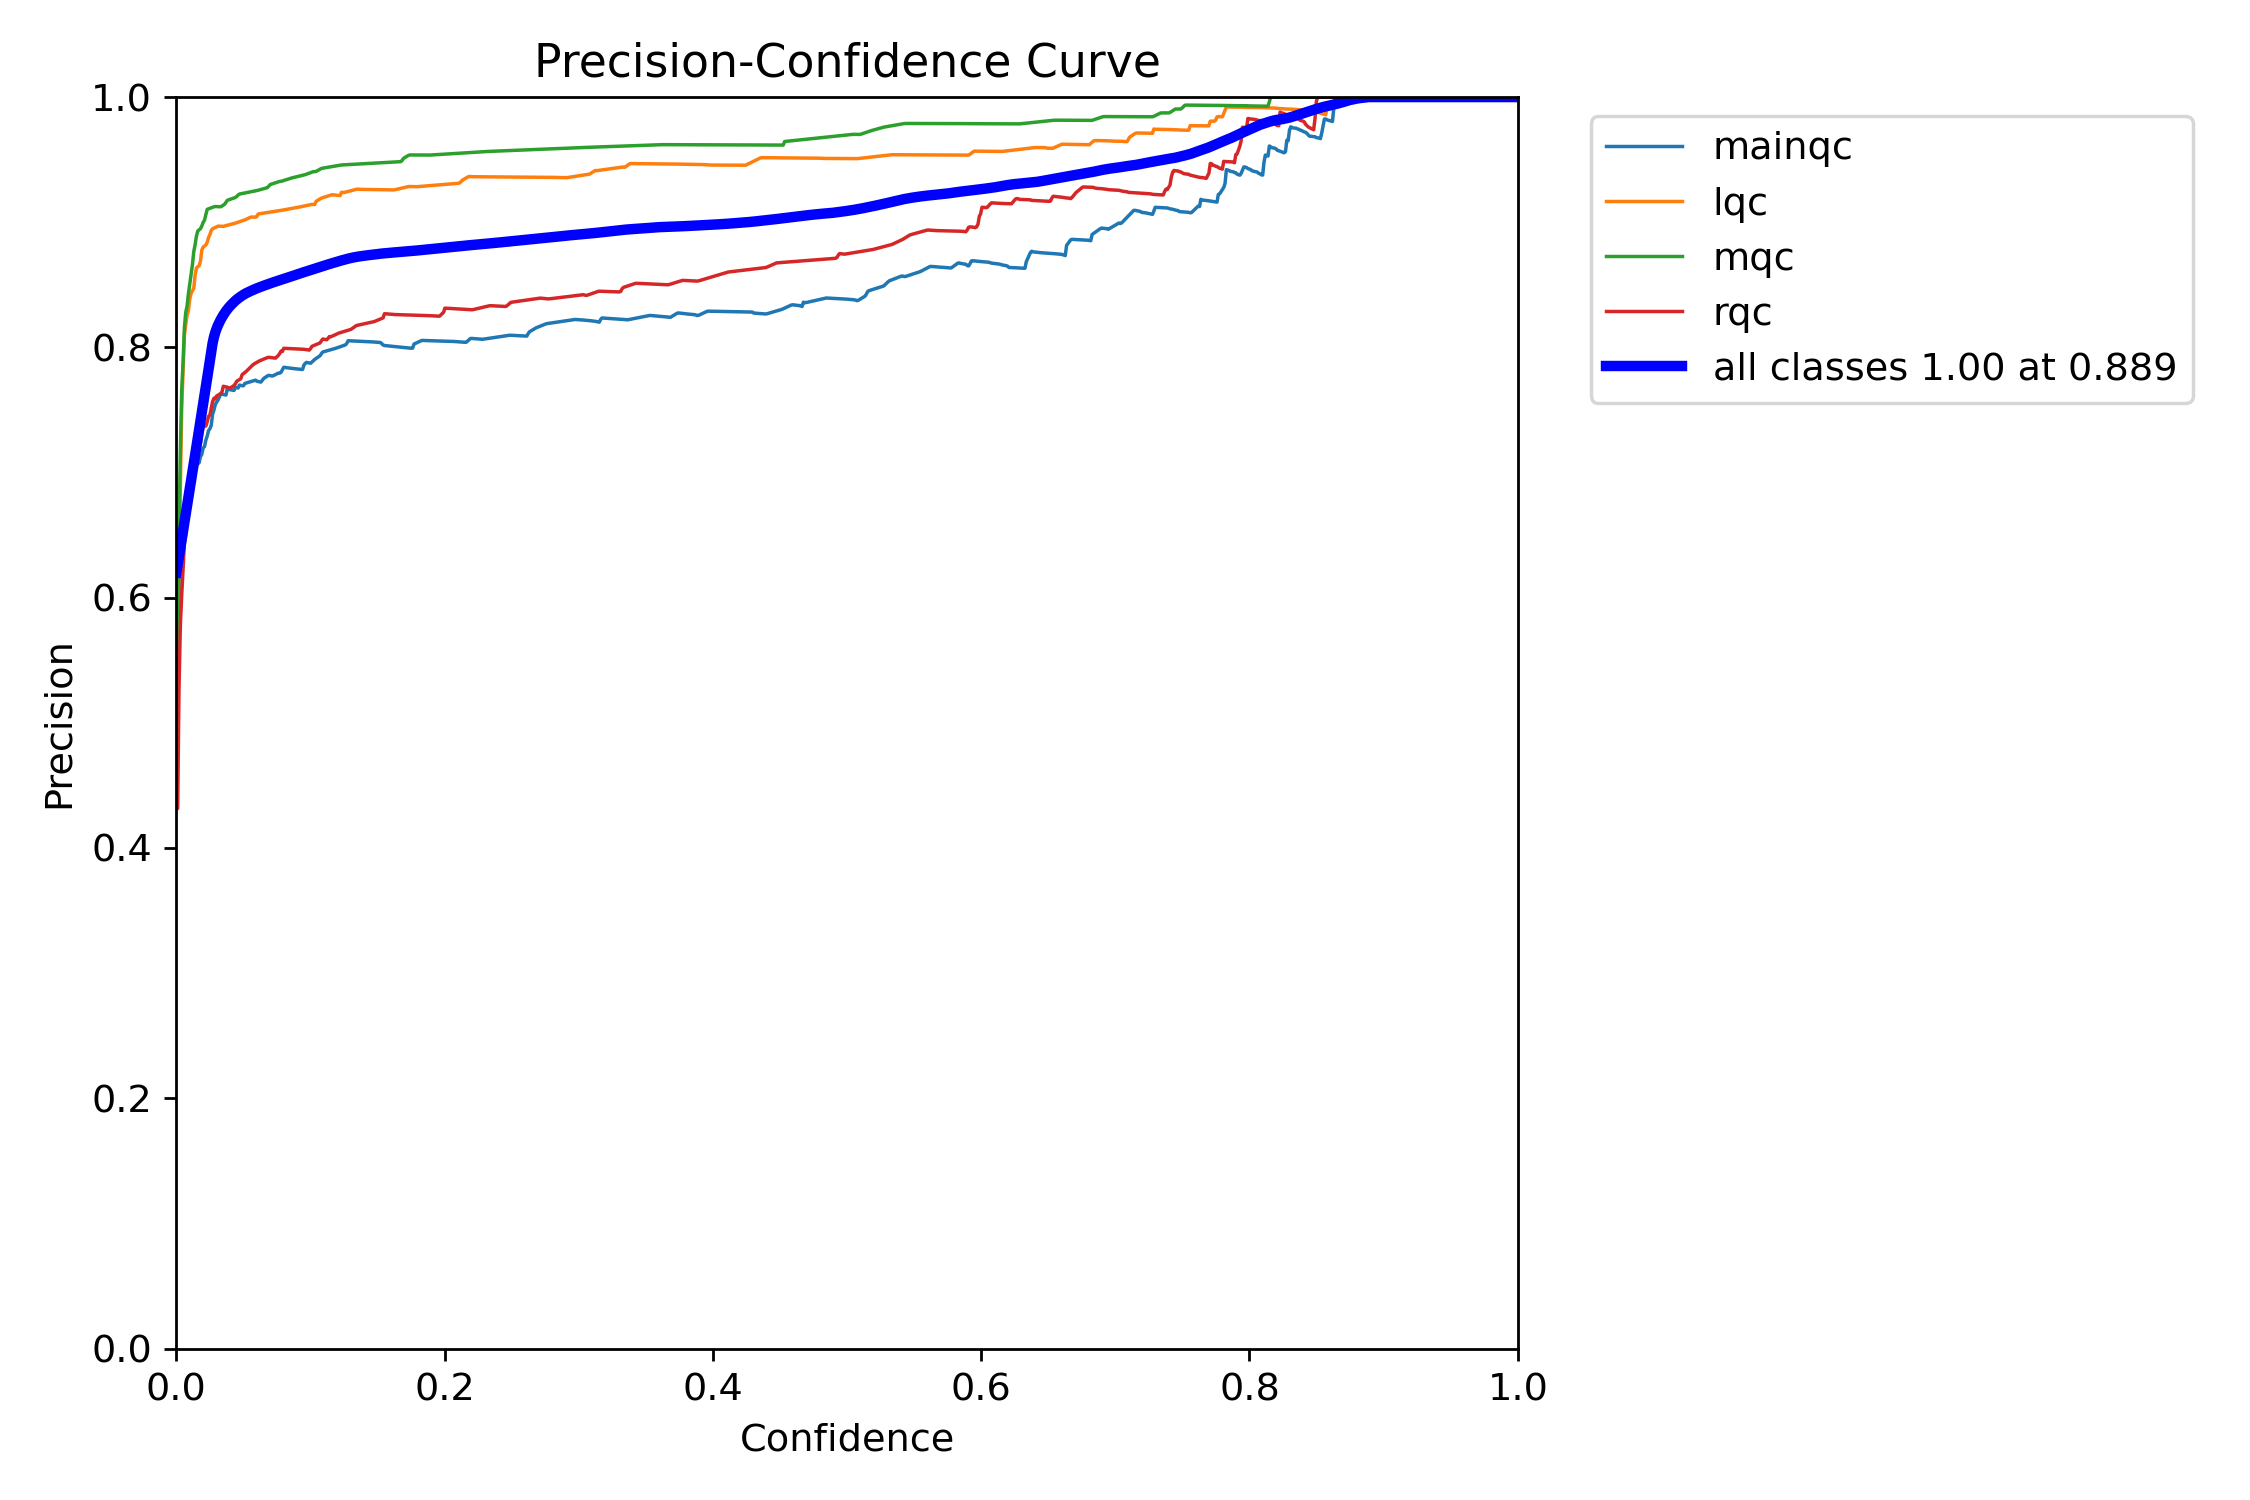 Precision-Confidence Curve
1.0
0.8
0.6
0.4
0.2
0.0
Precision
0.0 0.2 0.4 0.6 0.8 1.0
Confidence
mainqc
lqc
mqc
rqc
all classes 1.00 at 0.889